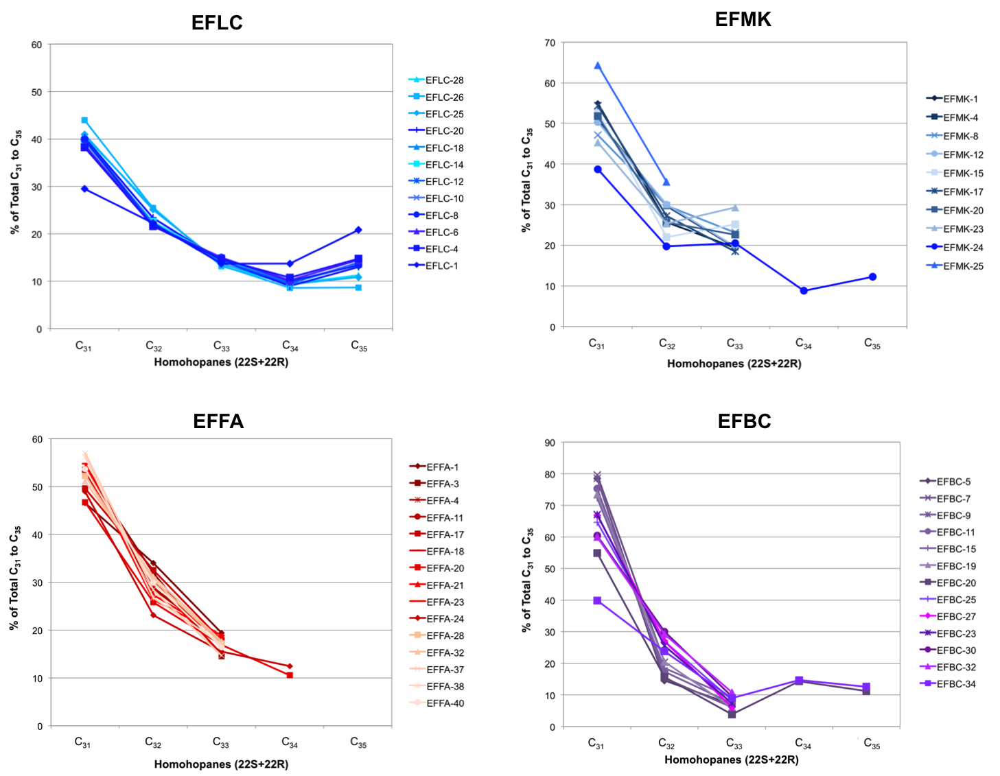 EFLC
60
50
40
30
20
10
0
% of Total C31 to C35
C31 C32 C33 C34 C35
Homohopanes (22S+22R)
EFLC-28
EFLC-26
EFLC-25
EFLC-20
EFLC-18
EFLC-14
EFLC-12
EFLC-10
EFLC-8
EFLC-6
EFLC-4
EFLC-1
EFMK
70
60
50
40
30
20
10
0
% of Total C31 to C35
C31 C32 C33 C34 C35
Homohopanes (22S+22R)
EFMK-1
EFMK-4
EFMK-8
EFMK-12
EFMK-15
EFMK-17
EFMK-20
EFMK-23
EFMK-24
EFMK-25
EFFA
60
50
40
30
20
10
0
% of Total C31 to C35
C31 C32 C33 C34 C35
Homohopanes (22S+22R)
EFFA-1
EFFA-3
EFFA-4
EFFA-11
EFFA-17
EFFA-18
EFFA-20
EFFA-21
EFFA-23
EFFA-24
EFFA-28
EFFA-32
EFFA-37
EFFA-38
EFFA-40
EFBC
90
80
70
60
50
40
30
20
10
0
% of Total C31 to C35
C31 C32 C33 C34 C35
Homohopanes (22S+22R)
EFBC-5
EFBC-7
EFBC-9
EFBC-11
EFBC-15
EFBC-19
EFBC-20
EFBC-25
EFBC-27
EFBC-23
EFBC-30
EFBC-32
EFBC-34